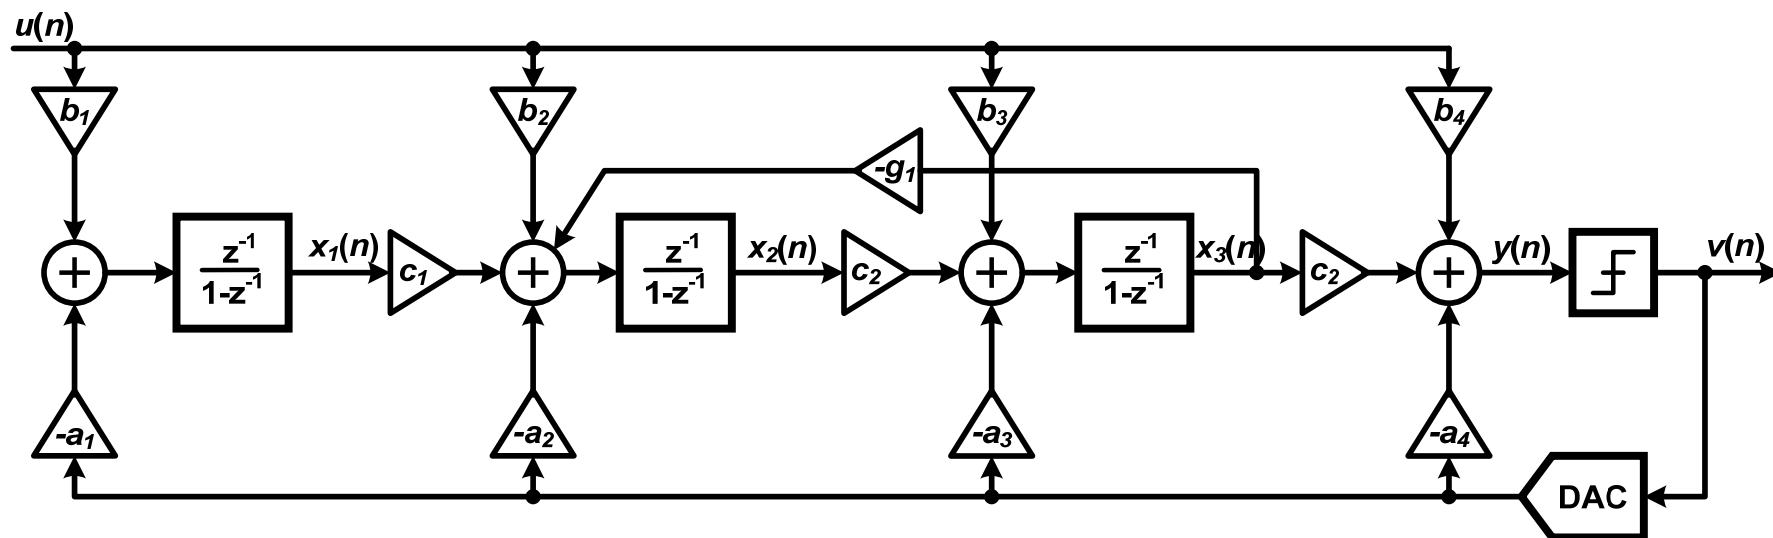 u(n)
b₁ b₂ b₃ b₄
-g₁
z⁻¹
1-z⁻¹
x₁(n)
c₁
z⁻¹
1-z⁻¹
x₂(n)
c₂
z⁻¹
1-z⁻¹
x₃(n)
c₂
y(n)
v(n)
-a₁ -a₂ -a₃ -a₄
DAC